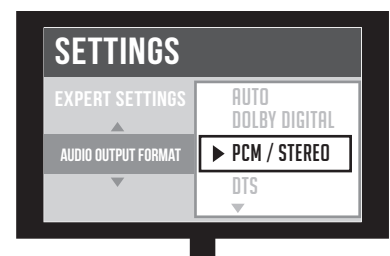 SETTINGS
EXPERT SETTINGS
AUDIO OUTPUT FORMAT
AUTO
DOLBY DIGITAL
PCM / STEREO
DTS